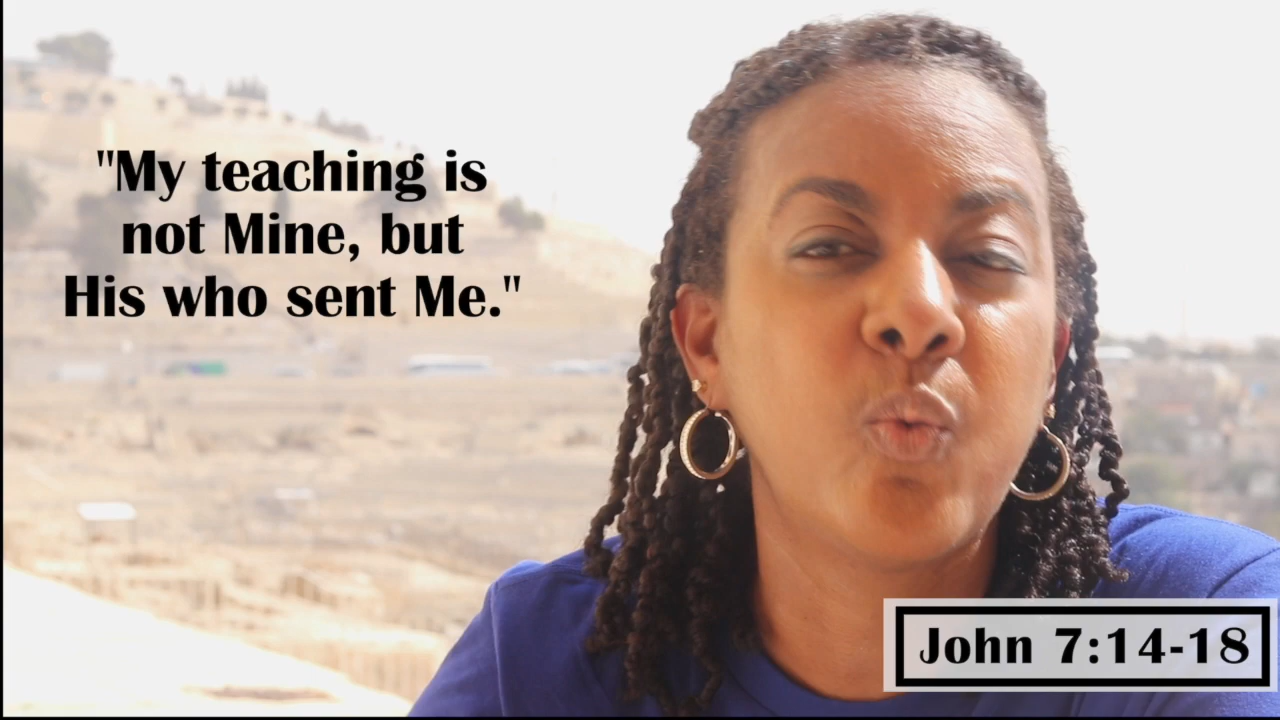 "My teaching is
not Mine, but
His who sent Me."
John 7:14-18